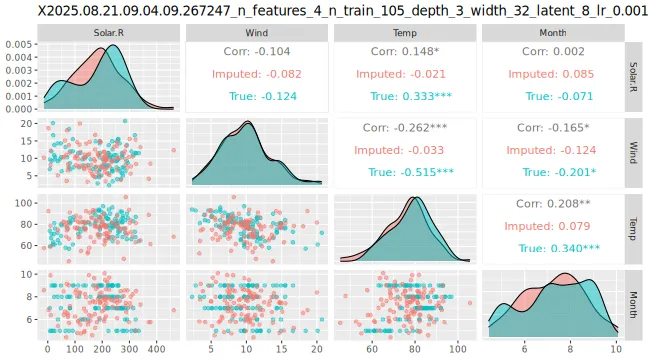 X2025.08.21.09.04.09.267247_n_features_4_n_train_105_depth_3_width_32_latent_8_lr_0.001
Solar.R Wind Temp Month
0.005
0.004
0.003
0.002
0.001
0.000
Corr: -0.104
Imputed: -0.082
True: -0.124
Corr: 0.148*
Imputed: -0.021
True: 0.333***
Corr: 0.002
Imputed: 0.085
True: -0.071
Solar.R
20
15
10
5
Corr: -0.262***
Imputed: -0.033
True: -0.515***
Corr: -0.165*
Imputed: -0.124
True: -0.201*
Wind
100
80
60
Corr: 0.208**
Imputed: 0.079
True: 0.340***
Temp
10
8
6
Month
0 100 200 300 400
5 10 15 20
60 80 100
6 8 10